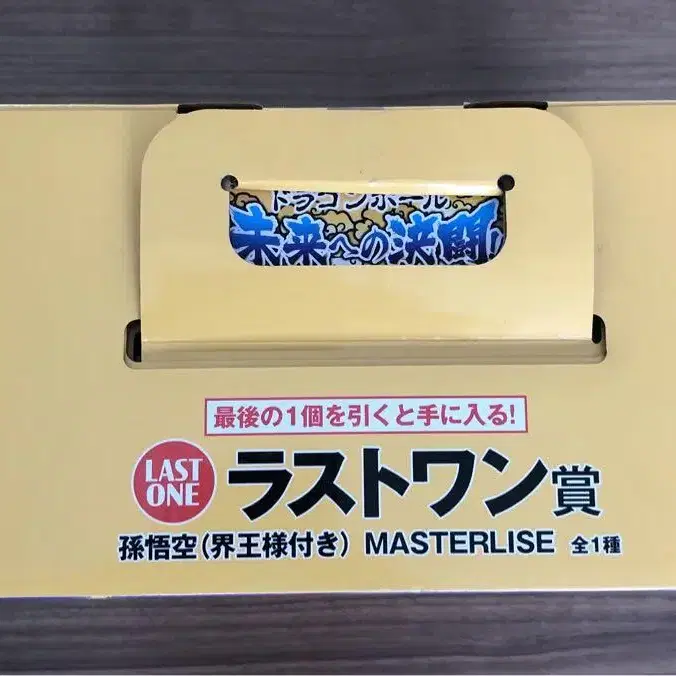 ドラゴンボール
未来への決闘
最後の1個を引くと手に入る!
LAST
ONE
ラストワン賞
孫悟空(界王様付き) MASTERLISE 全1種